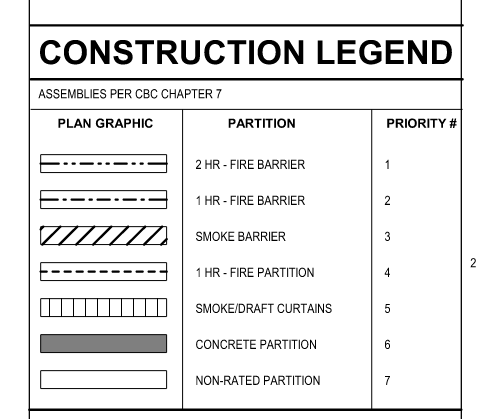 CONSTRUCTION LEGEND
ASSEMBLIES PER CBC CHAPTER 7
PLAN GRAPHIC PARTITION PRIORITY #
2 HR - FIRE BARRIER 1
1 HR - FIRE BARRIER 2
SMOKE BARRIER 3
1 HR - FIRE PARTITION 4
2
SMOKE/DRAFT CURTAINS 5
CONCRETE PARTITION 6
NON-RATED PARTITION 7